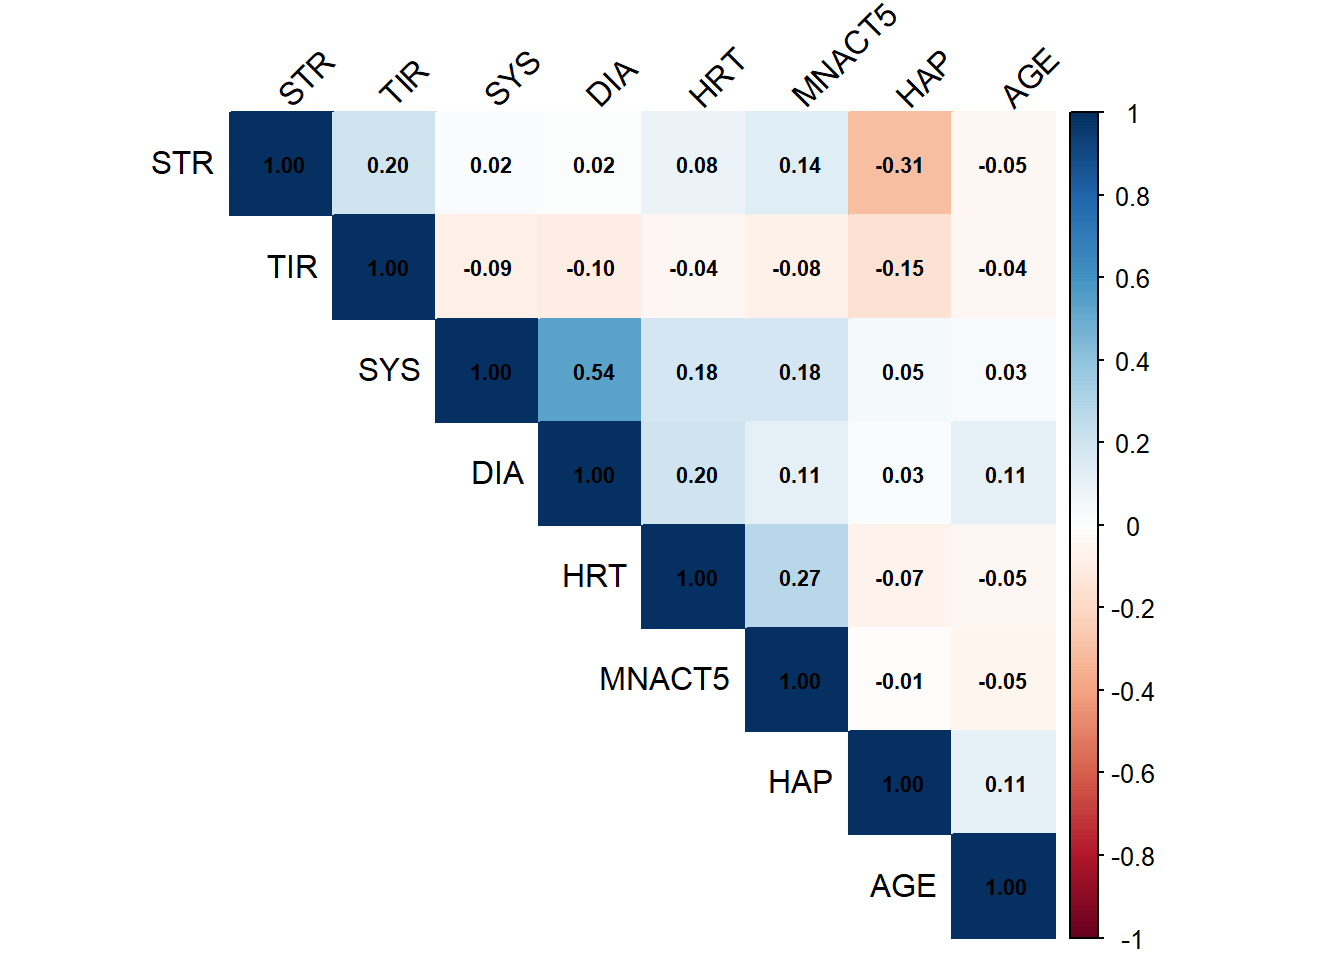 STR TIR SYS DIA HRT MNACT5 HAP AGE
STR 1.00 0.20 0.02 0.02 0.08 0.14 -0.31 -0.05
TIR 1.00 -0.09 -0.10 -0.04 -0.08 -0.15 -0.04
SYS 1.00 0.54 0.18 0.18 0.05 0.03
DIA 1.00 0.20 0.11 0.03 0.11
HRT 1.00 0.27 -0.07 -0.05
MNACT5 1.00 -0.01 -0.05
HAP 1.00 0.11
AGE 1.00
1
0.8
0.6
0.4
0.2
0
-0.2
-0.4
-0.6
-0.8
-1